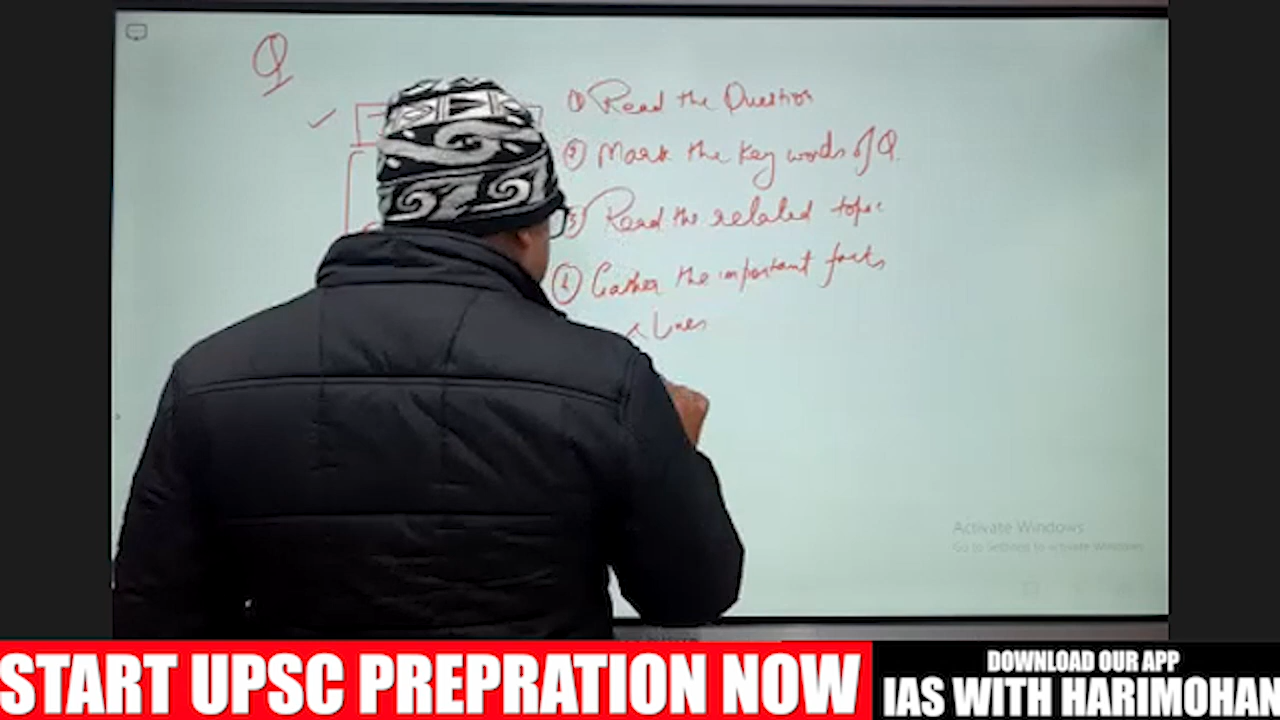 Q
① Read the Question
② Mark the key words of Q.
③ Read the related topic
④ Gather the important facts
& Lines
Activate Windows
Go to Settings to activate Windows.
START UPSC PREPRATION NOW
DOWNLOAD OUR APP
IAS WITH HARIMOHAN